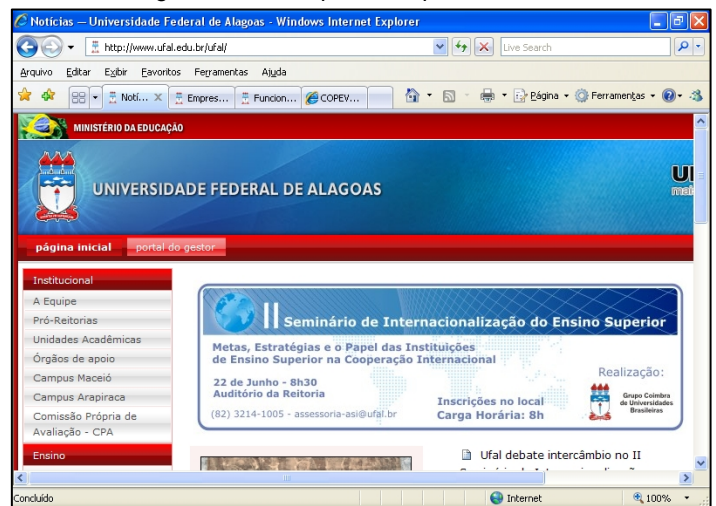 Notícias — Universidade Federal de Alagoas - Windows Internet Explorer
http://www.ufal.edu.br/ufal/
Live Search
Arquivo Editar Exibir Favoritos Ferramentas Ajuda
Notí... Empres... Funcion... COPEV... Página Ferramentas
MINISTÉRIO DA EDUCAÇÃO
UNIVERSIDADE FEDERAL DE ALAGOAS
página inicial portal do gestor
Institucional
A Equipe
Pró-Reitorias
Unidades Acadêmicas
Órgãos de apoio
Campus Maceió
Campus Arapiraca
Comissão Própria de
Avaliação - CPA
Ensino
II Seminário de Internacionalização do Ensino Superior
Metas, Estratégias e o Papel das Instituições
de Ensino Superior na Cooperação Internacional
22 de Junho - 8h30
Auditório da Reitoria
(82) 3214-1005 - assessoria-asi@ufal.br
Inscrições no local
Carga Horária: 8h
Realização:
Grupo Coimbra
de Universidades
Brasileiras
Ufal debate intercâmbio no II
Concluído
Internet
100%